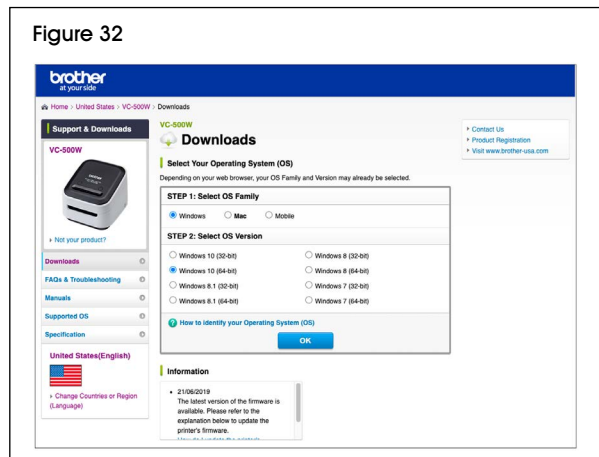 Figure 32
brother
at your side
Home > United States > VC-500W > Downloads
Support & Downloads
VC-500W
Not your product?
Downloads
FAQs & Troubleshooting
Manuals
Supported OS
Specification
United States(English)
Change Countries or Region
(Language)
VC-500W
Downloads
Select Your Operating System (OS)
Depending on your web browser, your OS Family and Version may already be selected.
STEP 1: Select OS Family
Windows Mac Mobile
STEP 2: Select OS Version
Windows 10 (32-bit) Windows 8 (32-bit)
Windows 10 (64-bit) Windows 8 (64-bit)
Windows 8.1 (32-bit) Windows 7 (32-bit)
Windows 8.1 (64-bit) Windows 7 (64-bit)
How to identify your Operating System (OS)
OK
Information
21/06/2019
The latest version of the firmware is
available. Please refer to the
explanation below to update the
printer's firmware.
Contact Us
Product Registration
Visit www.brother-usa.com